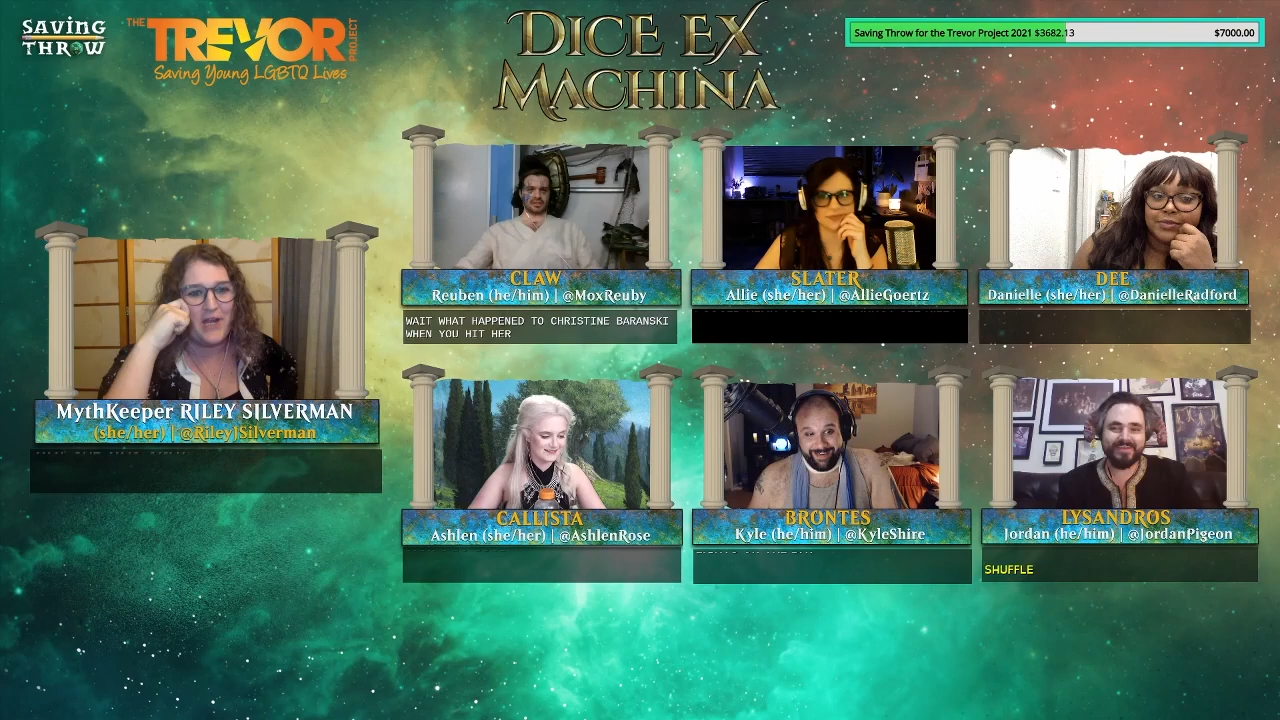 SAVING
THROW
THE
TREVOR
PROJECT
Saving Young LGBTQ Lives
DICE EX
MACHINA
Saving Throw for the Trevor Project 2021 $3682.13
$7000.00
MythKeeper RILEY SILVERMAN
(she/her) | @RileyJSilverman
CLAW
Reuben (he/him) | @MoxReuby
WAIT WHAT HAPPENED TO CHRISTINE BARANSKI
WHEN YOU HIT HER
SLATER
Allie (she/her) | @AllieGoertz
DEE
Danielle (she/her) | @DanielleRadford
CALLISTA
Ashlen (she/her) | @AshlenRose
BRONTES
Kyle (he/him) | @KyleShire
LYSANDROS
Jordan (he/him) | @JordanPigeon
SHUFFLE